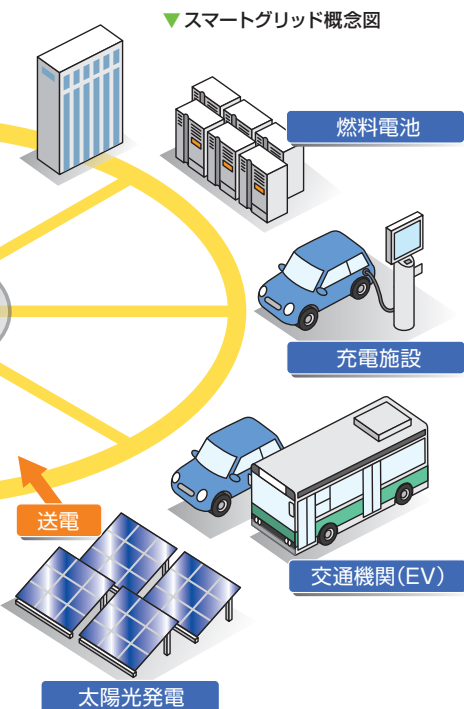 ▼スマートグリッド概念図
燃料電池
充電施設
送電
交通機関(EV)
太陽光発電